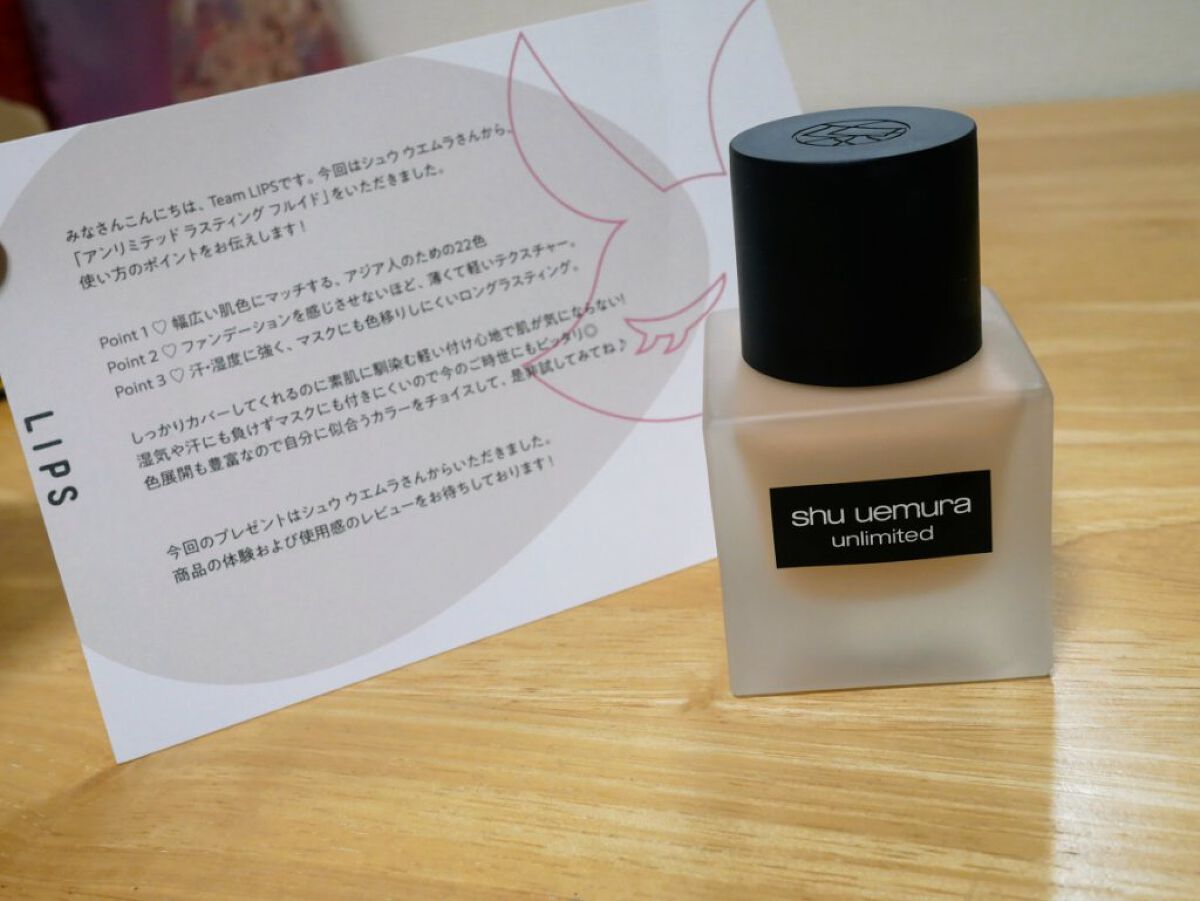 みなさんこんにちは、Team LIPSです。今回はシュウ ウエムラさんから、
「アンリミテッド ラスティング フルイド」をいただきました。
使い方のポイントをお伝えします！
Point 1 ♡ 幅広い肌色にマッチする、アジア人のための22色
Point 2 ♡ ファンデーションを感じさせないほど、薄くて軽いテクスチャー。
Point 3 ♡ 汗・湿度に強く、マスクにも色移りしにくいロングラスティング。
しっかりカバーしてくれるのに素肌に馴染む軽い付け心地で肌が気にならない！
湿気や汗にも負けずマスクにも付きにくいので今のご時世にもピッタリ◎
色展開も豊富なので自分に似合うカラーをチョイスして、是非試してみてね♪
今回のプレゼントはシュウ ウエムラさんからいただきました。
商品の体験および使用感のレビューをお待ちしております！
LIPS
shu uemura
unlimited